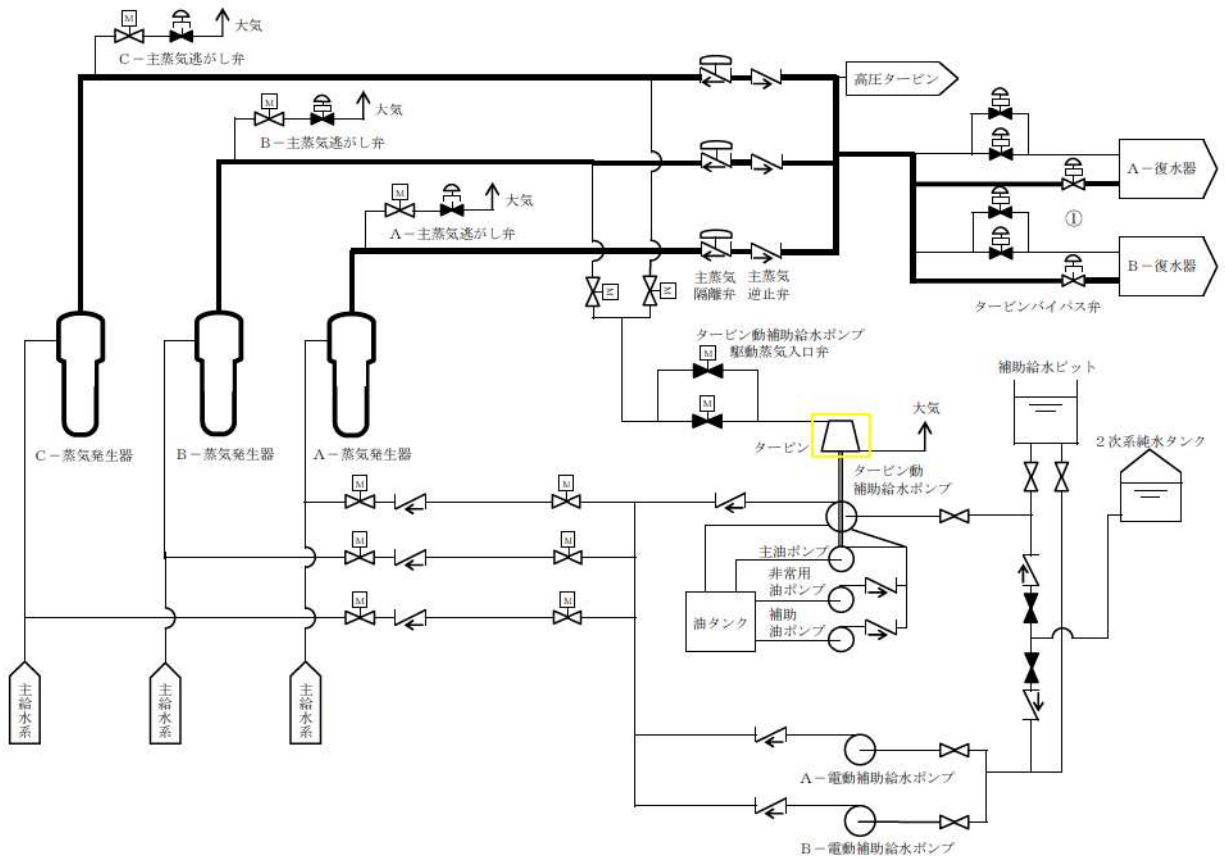 M
大気
C－主蒸気逃がし弁
M
大気
B－主蒸気逃がし弁
M
大気
A－主蒸気逃がし弁
高圧タービン
A－復水器
①
B－復水器
タービンバイパス弁
主蒸気
隔離弁
主蒸気
逆止弁
M
M
タービン動補助給水ポンプ
駆動蒸気入口弁
M
M
補助給水ピット
大気
2次系純水タンク
タービン
タービン動
補助給水ポンプ
C－蒸気発生器
B－蒸気発生器
A－蒸気発生器
M
M
M
M
M
M
主油ポンプ
非常用
油ポンプ
補助
油ポンプ
油タンク
主給水系
主給水系
主給水系
A－電動補助給水ポンプ
B－電動補助給水ポンプ